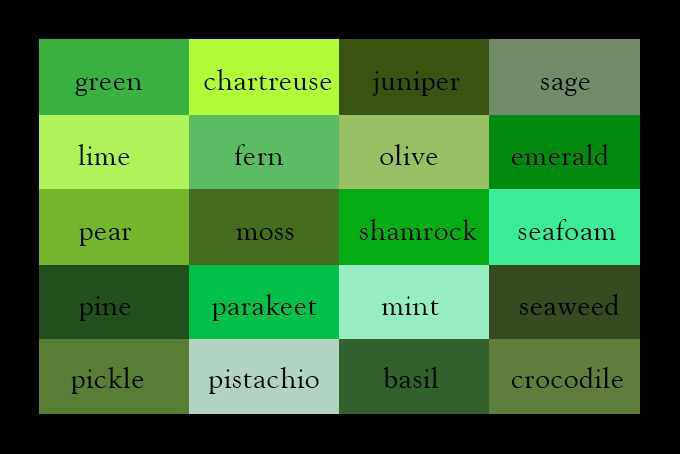 green chartreuse juniper sage
lime fern olive emerald
pear moss shamrock seafoam
pine parakeet mint seaweed
pickle pistachio basil crocodile